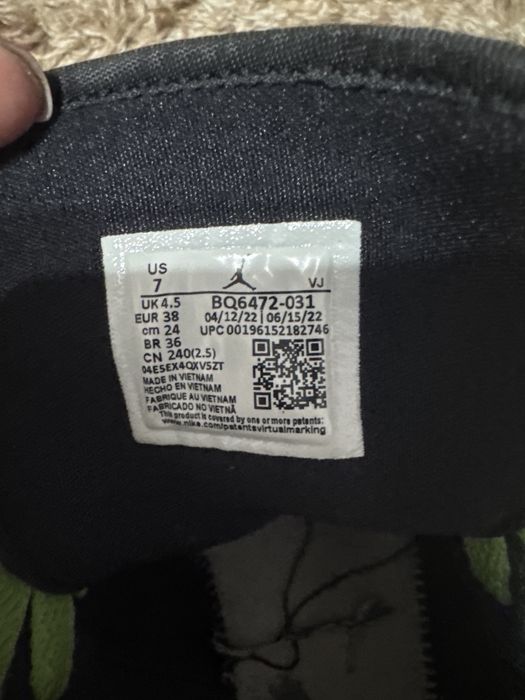 US
7
VJ
UK 4.5 BQ6472-031
EUR 38 04/12/22 | 06/15/22
cm 24 UPC 00196152182746
BR 36
CN 240(2.5)
04E5EX4QXV5ZT
MADE IN VIETNAM
HECHO EN VIETNAM
FABRIQUE AU VIETNAM
FABRICADO NO VIETNÃ
This product is covered by one or more patents:
www.nike.com/patentsvirtualmarking